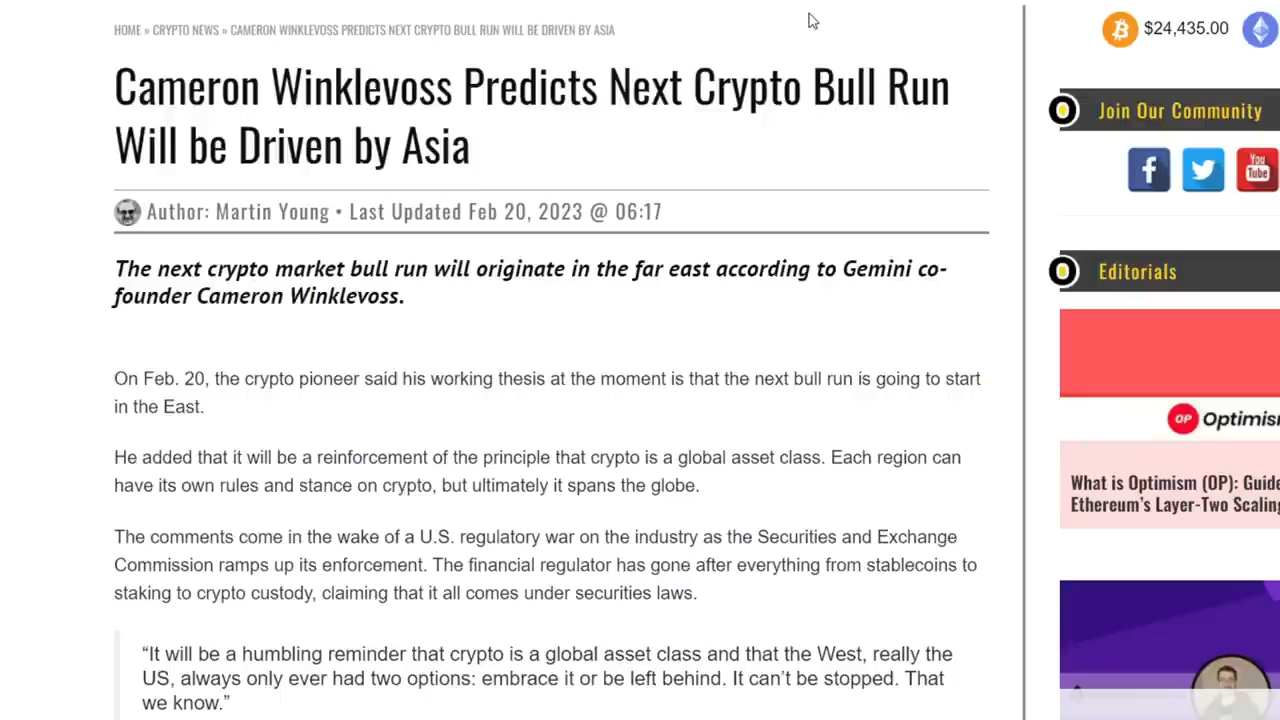 HOME » CRYPTO NEWS » CAMERON WINKLEVOSS PREDICTS NEXT CRYPTO BULL RUN WILL BE DRIVEN BY ASIA
Cameron Winklevoss Predicts Next Crypto Bull Run
Will be Driven by Asia
Author: Martin Young • Last Updated Feb 20, 2023 @ 06:17
The next crypto market bull run will originate in the far east according to Gemini co-
founder Cameron Winklevoss.
On Feb. 20, the crypto pioneer said his working thesis at the moment is that the next bull run is going to start
in the East.
He added that it will be a reinforcement of the principle that crypto is a global asset class. Each region can
have its own rules and stance on crypto, but ultimately it spans the globe.
The comments come in the wake of a U.S. regulatory war on the industry as the Securities and Exchange
Commission ramps up its enforcement. The financial regulator has gone after everything from stablecoins to
staking to crypto custody, claiming that it all comes under securities laws.
“It will be a humbling reminder that crypto is a global asset class and that the West, really the
US, always only ever had two options: embrace it or be left behind. It can’t be stopped. That
we know.”
$24,435.00
Join Our Community
You
Tube
Editorials
OP Optimism
What is Optimism (OP): Guide
Ethereum’s Layer-Two Scaling